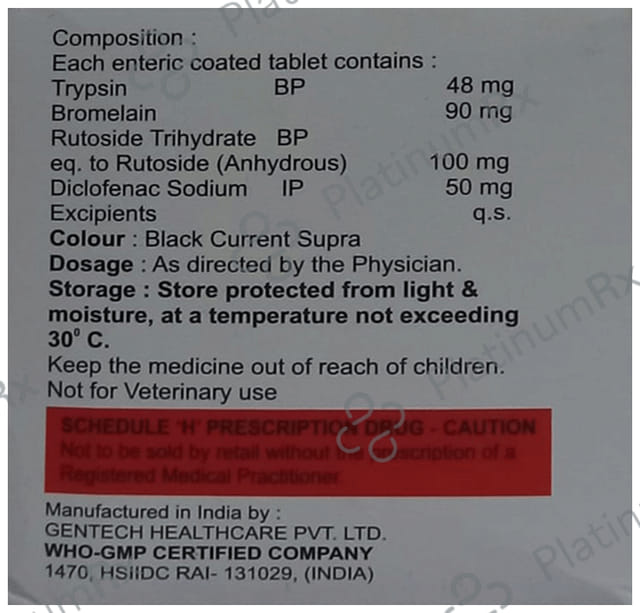 Composition :
Each enteric coated tablet contains :
Trypsin BP 48 mg
Bromelain 90 mg
Rutoside Trihydrate BP
eq. to Rutoside (Anhydrous) 100 mg
Diclofenac Sodium IP 50 mg
Excipients q.s.
Colour : Black Current Supra
Dosage : As directed by the Physician.
Storage : Store protected from light &
moisture, at a temperature not exceeding
30⁰ C.
Keep the medicine out of reach of children.
Not for Veterinary use
SCHEDULE 'H' PRESCRIPTION DRUG - CAUTION
Not to be sold by retail without the prescription of a
Registered Medical Practitioner.
Manufactured in India by :
GENTECH HEALTHCARE PVT. LTD.
WHO-GMP CERTIFIED COMPANY
1470, HSIIDC RAI- 131029, (INDIA)
PlatinumRx
PlatinumRx